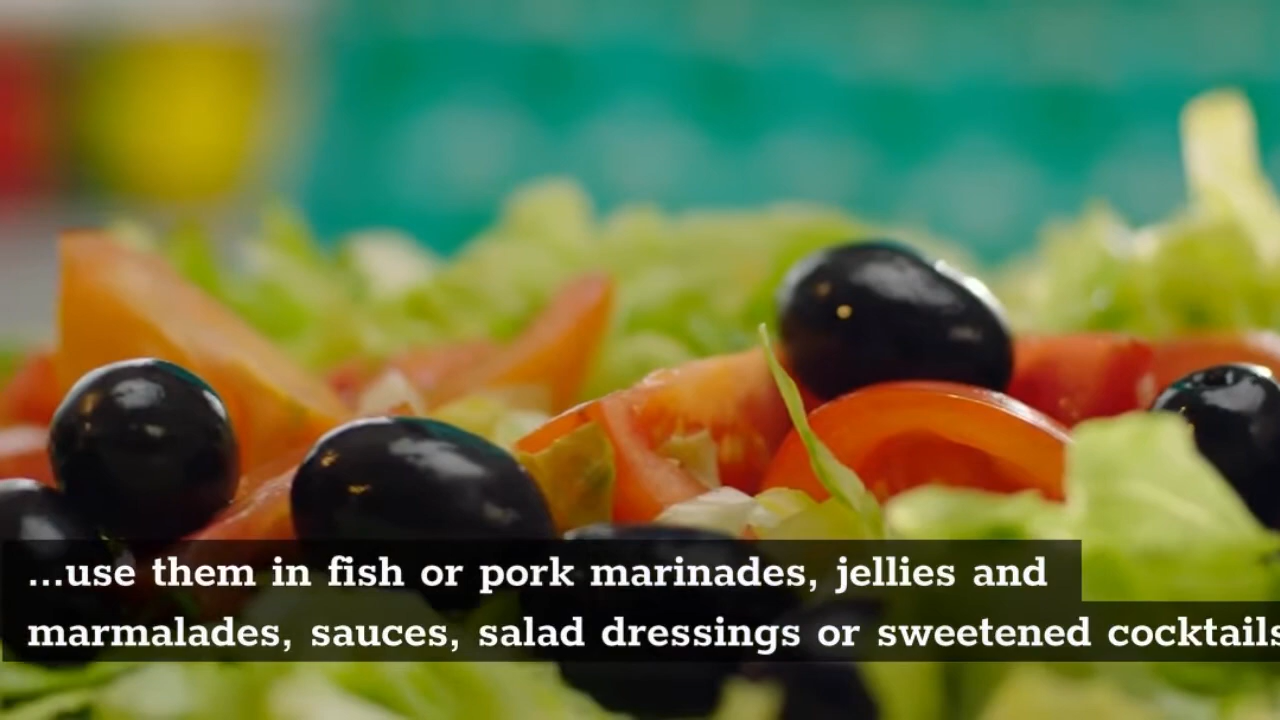 ...use them in fish or pork marinades, jellies and
marmalades, sauces, salad dressings or sweetened cocktails